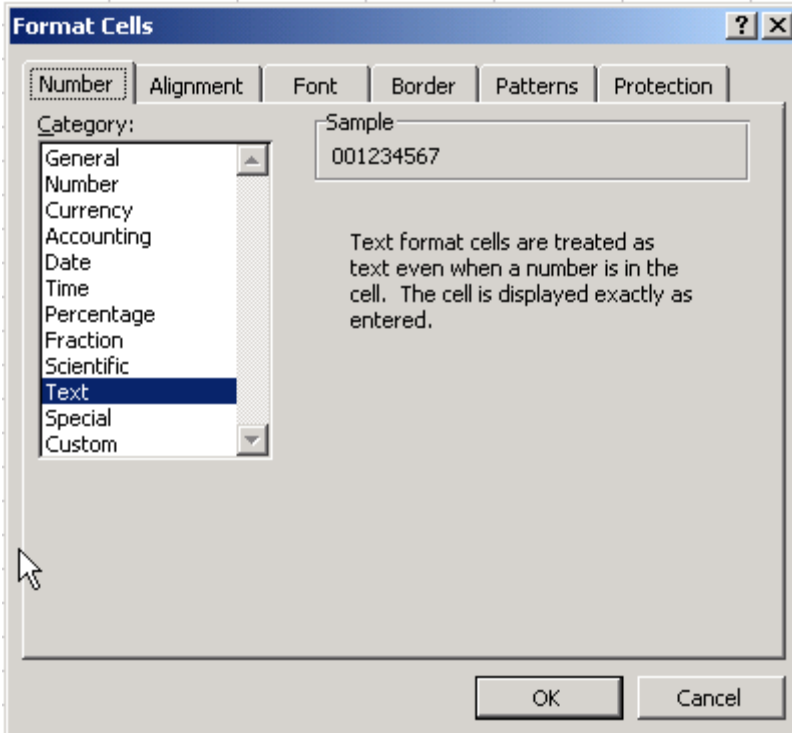 Format Cells
Number Alignment Font Border Patterns Protection
Category:
General
Number
Currency
Accounting
Date
Time
Percentage
Fraction
Scientific
Text
Special
Custom
Sample
001234567
Text format cells are treated as
text even when a number is in the
cell. The cell is displayed exactly as
entered.
OK Cancel